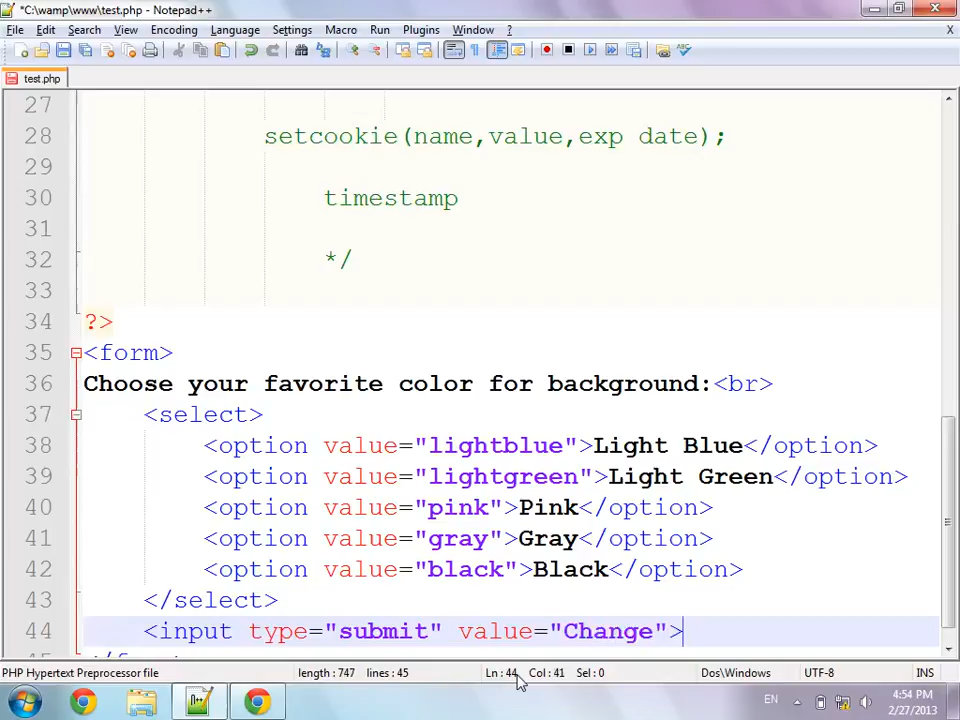 *C:\wamp\www\test.php - Notepad++
File Edit Search View Encoding Language Settings Macro Run Plugins Window ? X
test.php
27
28 setcookie(name,value,exp date);
29
30 timestamp
31
32 */
33
34 ?>
35 <form>
36 Choose your favorite color for background:<br>
37 <select>
38 <option value="lightblue">Light Blue</option>
39 <option value="lightgreen">Light Green</option>
40 <option value="pink">Pink</option>
41 <option value="gray">Gray</option>
42 <option value="black">Black</option>
43 </select>
44 <input type="submit" value="Change">
PHP Hypertext Preprocessor file length : 747 lines : 45 Ln : 44 Col : 41 Sel : 0 Dos\Windows UTF-8 INS
EN 4:54 PM
2/27/2013